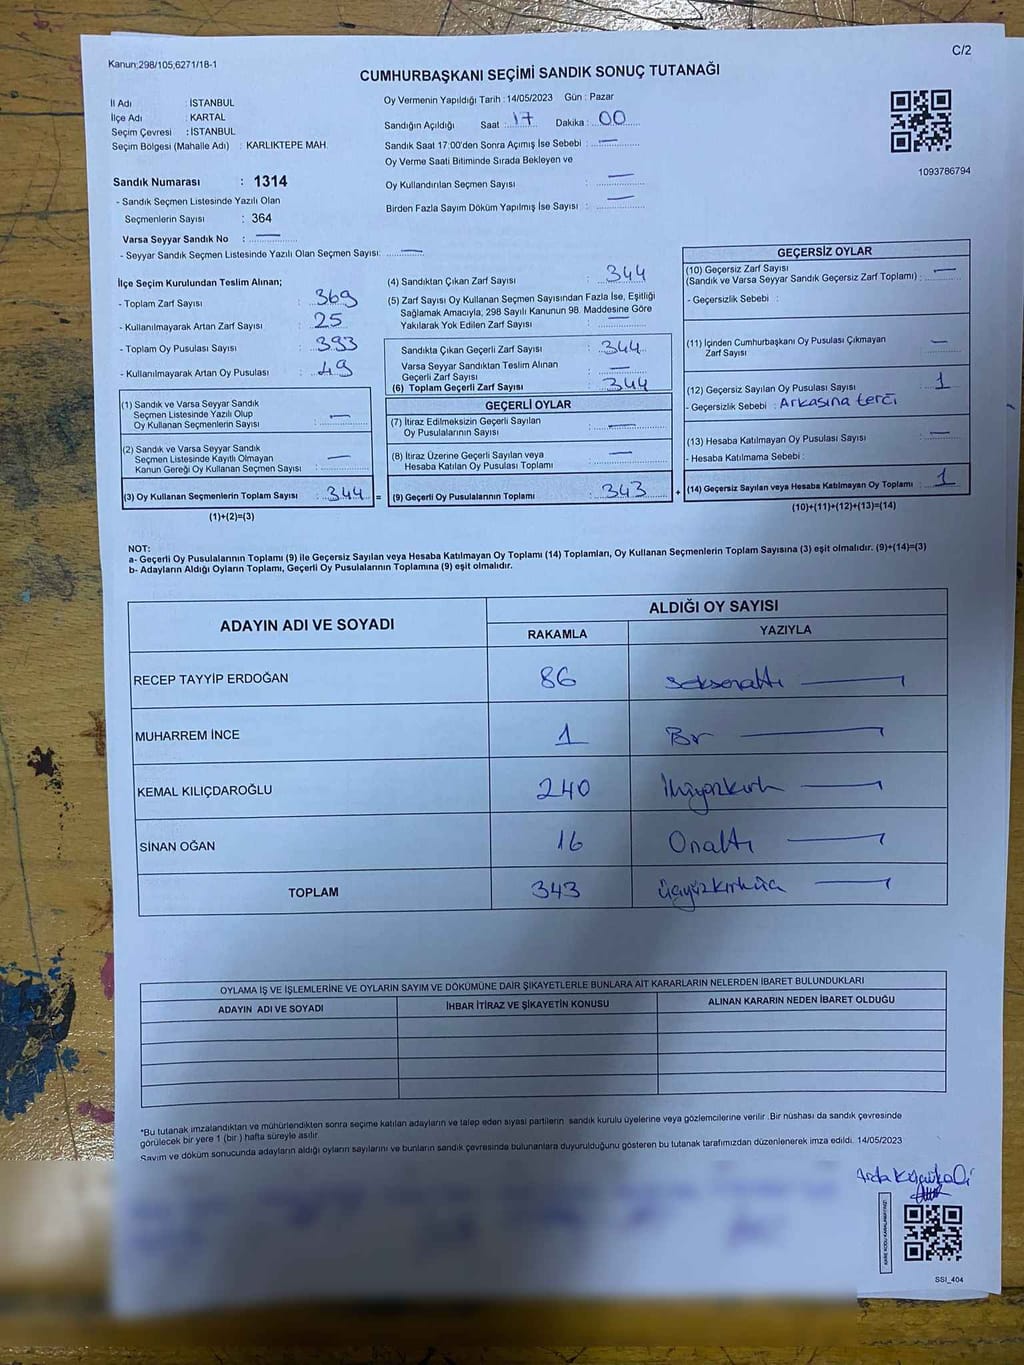 Kanun;298/105,6271/18-1
C/2
CUMHURBAŞKANI SEÇİMİ SANDIK SONUÇ TUTANAĞI
İl Adı : İSTANBUL
İlçe Adı : KARTAL
Seçim Çevresi : İSTANBUL
Seçim Bölgesi (Mahalle Adı) : KARLIKTEPE MAH.
Sandık Numarası : 1314
- Sandık Seçmen Listesinde Yazılı Olan
Seçmenlerin Sayısı : 364
Varsa Seyyar Sandık No :
- Seyyar Sandık Seçmen Listesinde Yazılı Olan Seçmen Sayısı:
Oy Vermenin Yapıldığı Tarih : 14/05/2023 Gün : Pazar
Sandığın Açıldığı Saat : 17 Dakika : 00
Sandık Saat 17:00'den Sonra Açımış İse Sebebi : —
Oy Verme Saati Bitiminde Sırada Bekleyen ve
Oy Kullandırılan Seçmen Sayısı : —
Birden Fazla Sayım Döküm Yapılmış İse Sayısı : —
1093786794
İlçe Seçim Kurulundan Teslim Alınan;
- Toplam Zarf Sayısı : 369
- Kullanılmayarak Artan Zarf Sayısı : 25
- Toplam Oy Pusulası Sayısı : 393
- Kullanılmayarak Artan Oy Pusulası : 49
(1) Sandık ve Varsa Seyyar Sandık
Seçmen Listesinde Yazılı Olup
Oy Kullanan Seçmenlerin Sayısı : —
(2) Sandık ve Varsa Seyyar Sandık
Seçmen Listesinde Kayıtlı Olmayan
Kanun Gereği Oy Kullanan Seçmen Sayısı : —
(3) Oy Kullanan Seçmenlerin Toplam Sayısı : 344 =
(1)+(2)=(3)
(4) Sandıktan Çıkan Zarf Sayısı : 344
(5) Zarf Sayısı Oy Kullanan Seçmen Sayısından Fazla İse, Eşitliği
Sağlamak Amacıyla, 298 Sayılı Kanunun 98. Maddesine Göre
Yakılarak Yok Edilen Zarf Sayısı : —
Sandıkta Çıkan Geçerli Zarf Sayısı : 344
Varsa Seyyar Sandıktan Teslim Alınan
Geçerli Zarf Sayısı : —
(6) Toplam Geçerli Zarf Sayısı : 344
GEÇERLİ OYLAR
(7) İtiraz Edilmeksizin Geçerli Sayılan
Oy Pusulalarının Sayısı : —
(8) İtiraz Üzerine Geçerli Sayılan veya
Hesaba Katılan Oy Pusulası Toplamı : —
(9) Geçerli Oy Pusulalarının Toplamı : 343 +
GEÇERSİZ OYLAR
(10) Geçersiz Zarf Sayısı
(Sandık ve Varsa Seyyar Sandık Geçersiz Zarf Toplamı) : —
- Geçersizlik Sebebi :
(11) İçinden Cumhurbaşkanı Oy Pusulası Çıkmayan
Zarf Sayısı : —
(12) Geçersiz Sayılan Oy Pusulası Sayısı : 1
- Geçersizlik Sebebi : Arkasına terci
(13) Hesaba Katılmayan Oy Pusulası Sayısı : —
- Hesaba Katılmama Sebebi :
(14) Geçersiz Sayılan veya Hesaba Katılmayan Oy Toplamı : 1
(10)+(11)+(12)+(13)=(14)
NOT:
a- Geçerli Oy Pusulalarının Toplamı (9) ile Geçersiz Sayılan veya Hesaba Katılmayan Oy Toplamı (14) Toplamları, Oy Kullanan Seçmenlerin Toplam Sayısına (3) eşit olmalıdır. (9)+(14)=(3)
b- Adayların Aldığı Oyların Toplamı, Geçerli Oy Pusulalarının Toplamına (9) eşit olmalıdır.
ADAYIN ADI VE SOYADI
ALDIĞI OY SAYISI
RAKAMLA YAZIYLA
RECEP TAYYİP ERDOĞAN 86 seksenaltı
MUHARREM İNCE 1 Bir
KEMAL KILIÇDAROĞLU 240 İkiyüzkırk
SİNAN OĞAN 16 Onaltı
TOPLAM 343 üçyüzkırküç
OYLAMA İŞ VE İŞLEMLERİNE VE OYLARIN SAYIM VE DÖKÜMÜNE DAİR ŞİKAYETLERLE BUNLARA AİT KARARLARIN NELERDEN İBARET BULUNDUKLARI
ADAYIN ADI VE SOYADI İHBAR İTİRAZ VE ŞİKAYETİN KONUSU ALINAN KARARIN NEDEN İBARET OLDUĞU
*Bu tutanak imzalandıktan ve mühürlendikten sonra seçime katılan adayların ve talep eden siyasi partilerin sandık kurulu üyelerine veya gözlemcilerine verilir .Bir nüshası da sandık çevresinde
görülecek bir yere 1 (bir ) hafta süreyle asılır.
Sayım ve döküm sonucunda adayların aldığı oyların sayılarını ve bunların sandık çevresinde bulunanlara duyurulduğunu gösteren bu tutanak tarafımızdan düzenlenerek imza edildi. 14/05/2023
SSI_404